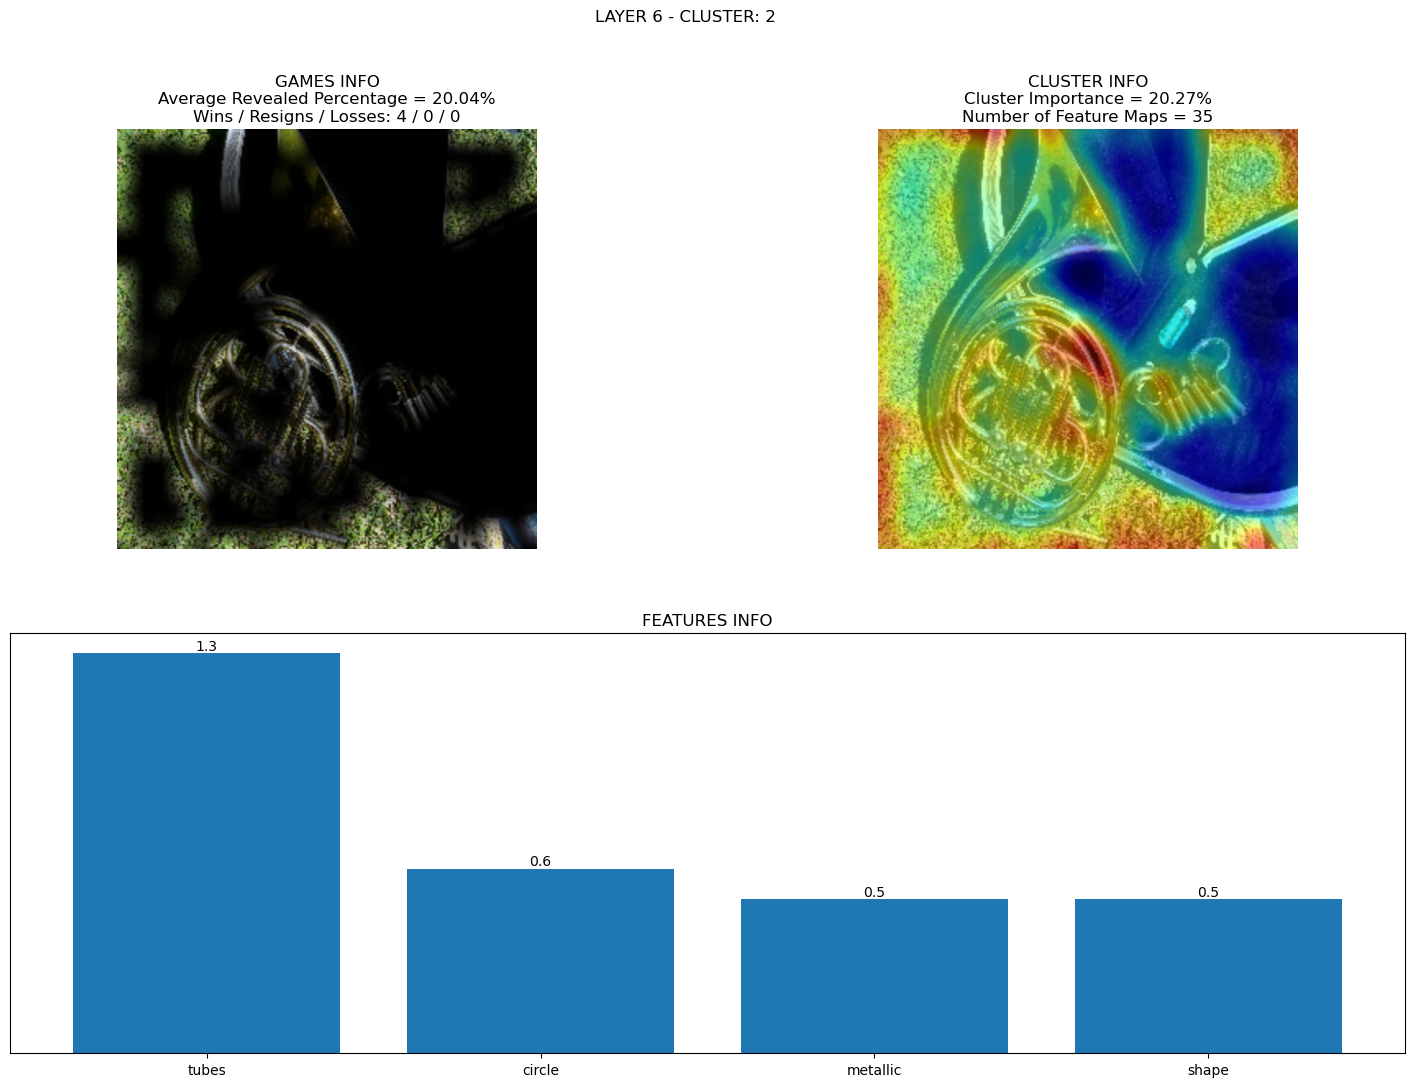 LAYER 6 - CLUSTER: 2
GAMES INFO
Average Revealed Percentage = 20.04%
Wins / Resigns / Losses: 4 / 0 / 0
CLUSTER INFO
Cluster Importance = 20.27%
Number of Feature Maps = 35
FEATURES INFO
1.3
0.6
0.5
0.5
tubes
circle
metallic
shape